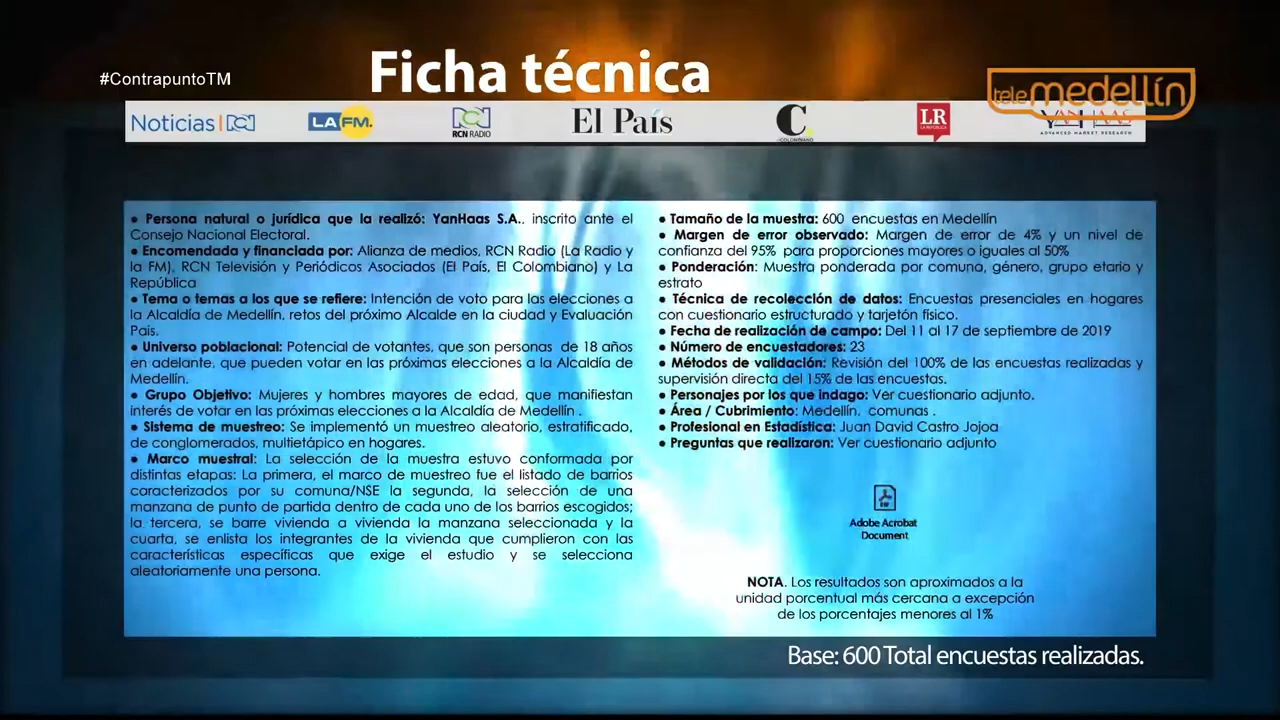 #ContrapuntoTM
Ficha técnica
tele medellín
Noticias RCN
LA FM.
RCN RADIO
El País
C
EL COLOMBIANO
LR
LA REPÚBLICA
YANHAAS
ADVANCED MARKET RESEARCH
● Persona natural o jurídica que la realizó: YanHaas S.A., inscrito ante el
Consejo Nacional Electoral.
● Encomendada y financiada por: Alianza de medios, RCN Radio (La Radio y
la FM), RCN Televisión y Periódicos Asociados (El País, El Colombiano) y La
República
● Tema o temas a los que se refiere: Intención de voto para las elecciones a
la Alcaldía de Medellín, retos del próximo Alcalde en la ciudad y Evaluación
País.
● Universo poblacional: Potencial de votantes, que son personas de 18 años
en adelante, que pueden votar en las próximas elecciones a la Alcaldía de
Medellín.
● Grupo Objetivo: Mujeres y hombres mayores de edad, que manifiestan
interés de votar en las próximas elecciones a la Alcaldía de Medellín .
● Sistema de muestreo: Se implementó un muestreo aleatorio, estratificado,
de conglomerados, multietápico en hogares.
● Marco muestral: La selección de la muestra estuvo conformada por
distintas etapas: La primera, el marco de muestreo fue el listado de barrios
caracterizados por su comuna/NSE la segunda, la selección de una
manzana de punto de partida dentro de cada uno de los barrios escogidos;
la tercera, se barre vivienda a vivienda la manzana seleccionada y la
cuarta, se enlista los integrantes de la vivienda que cumplieron con las
características específicas que exige el estudio y se selecciona
aleatoriamente una persona.
● Tamaño de la muestra: 600 encuestas en Medellín
● Margen de error observado: Margen de error de 4% y un nivel de
confianza del 95% para proporciones mayores o iguales al 50%
● Ponderación: Muestra ponderada por comuna, género, grupo etario y
estrato
● Técnica de recolección de datos: Encuestas presenciales en hogares
con cuestionario estructurado y tarjetón físico.
● Fecha de realización de campo: Del 11 al 17 de septiembre de 2019
● Número de encuestadores: 23
● Métodos de validación: Revisión del 100% de las encuestas realizadas y
supervisión directa del 15% de las encuestas.
● Personajes por los que indago: Ver cuestionario adjunto.
● Área / Cubrimiento: Medellín, comunas .
● Profesional en Estadística: Juan David Castro Jojoa
● Preguntas que realizaron: Ver cuestionario adjunto
Adobe Acrobat
Document
NOTA. Los resultados son aproximados a la
unidad porcentual más cercana a excepción
de los porcentajes menores al 1%
Base: 600 Total encuestas realizadas.